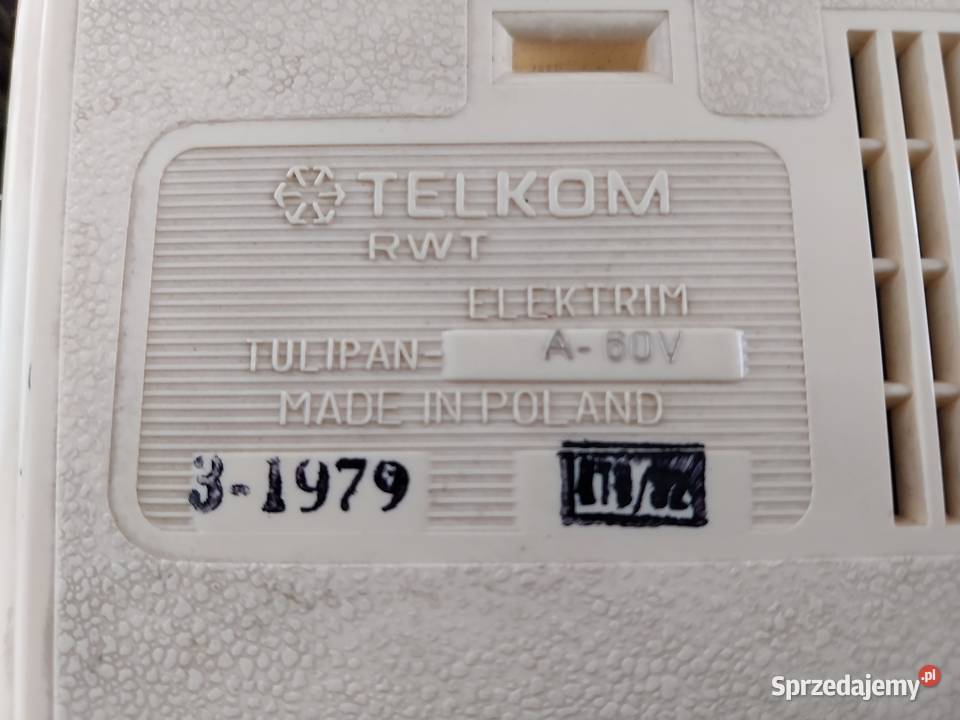 TELKOM
RWT
ELEKTRIM
TULIPAN- A-60V
MADE IN POLAND
3-1979
Sprzedajemy.pl